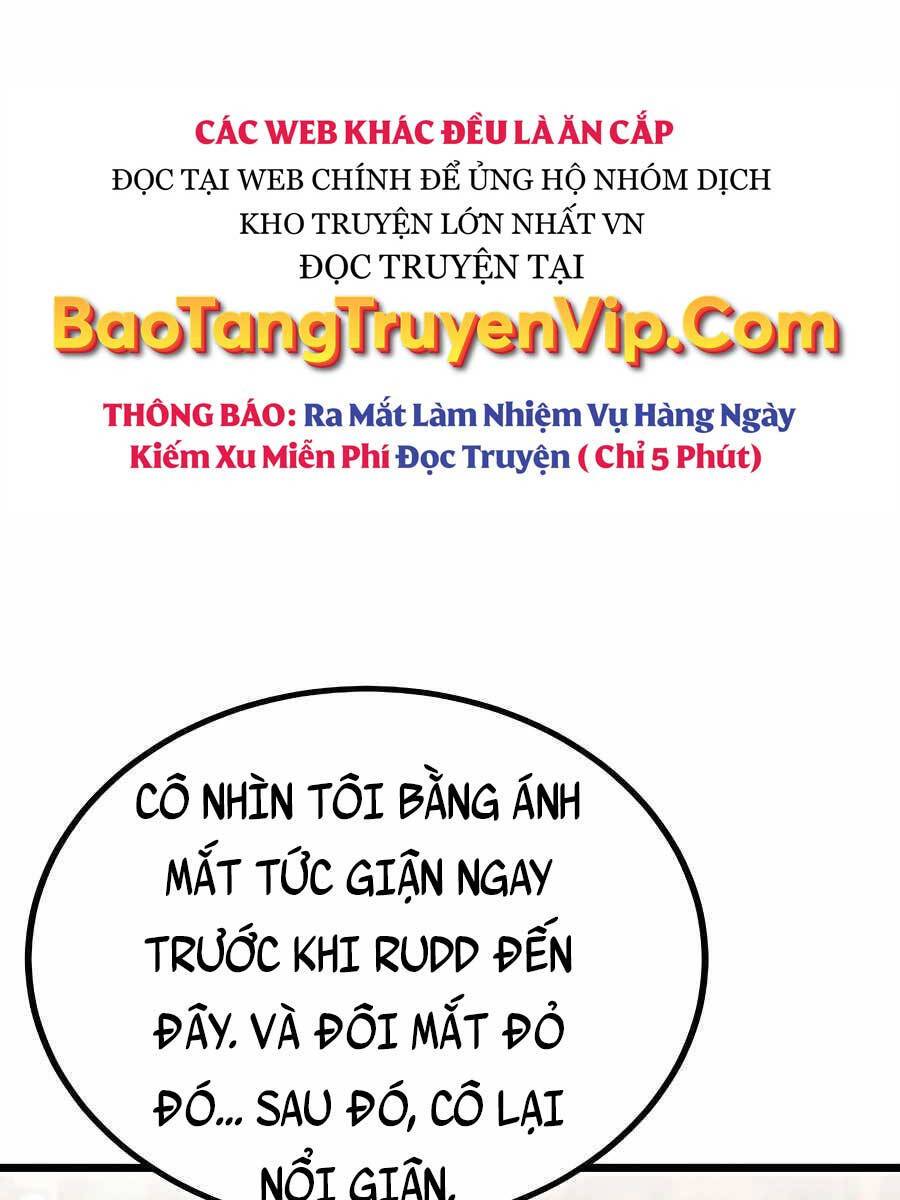 CÁC WEB KHÁC ĐỀU LÀ ĂN CẮP
ĐỌC TẠI WEB CHÍNH ĐỂ ỦNG HỘ NHÓM DỊCH
KHO TRUYỆN LỚN NHẤT VN
ĐỌC TRUYỆN TẠI
BaoTangTruyenVip.Com
THÔNG BÁO: Ra Mắt Làm Nhiệm Vụ Hàng Ngày
Kiếm Xu Miễn Phí Đọc Truyện ( Chỉ 5 Phút)
CÔ NHÌN TÔI BẰNG ÁNH
MẮT TỨC GIẬN NGAY
TRƯỚC KHI RUDD ĐẾN
ĐÂY. VÀ ĐÔI MẮT ĐỎ
ĐÓ... SAU ĐÓ, CÔ LẠI
NỔI GIẬN.